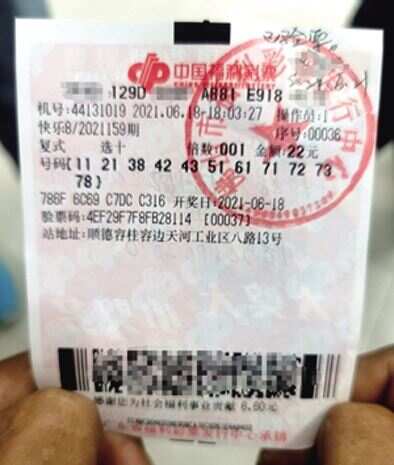 中国福利彩票
129D AB81 E918
机号:44131019 2021.06.18-18:03:27 操作员:1
快乐8/2021159期 序号:00036
复式 选十 倍数:001 金额:22元
号码{11 21 38 42 43 51 61 71 72 73
78}
786F 6C69 C7DC C316 开奖日:2021-06-18
验票码:4EF29F7F8FB28114 [00037]
站地址:顺德容桂容边天河工业区八路13号
感谢您为社会福利事业贡献 6.60元